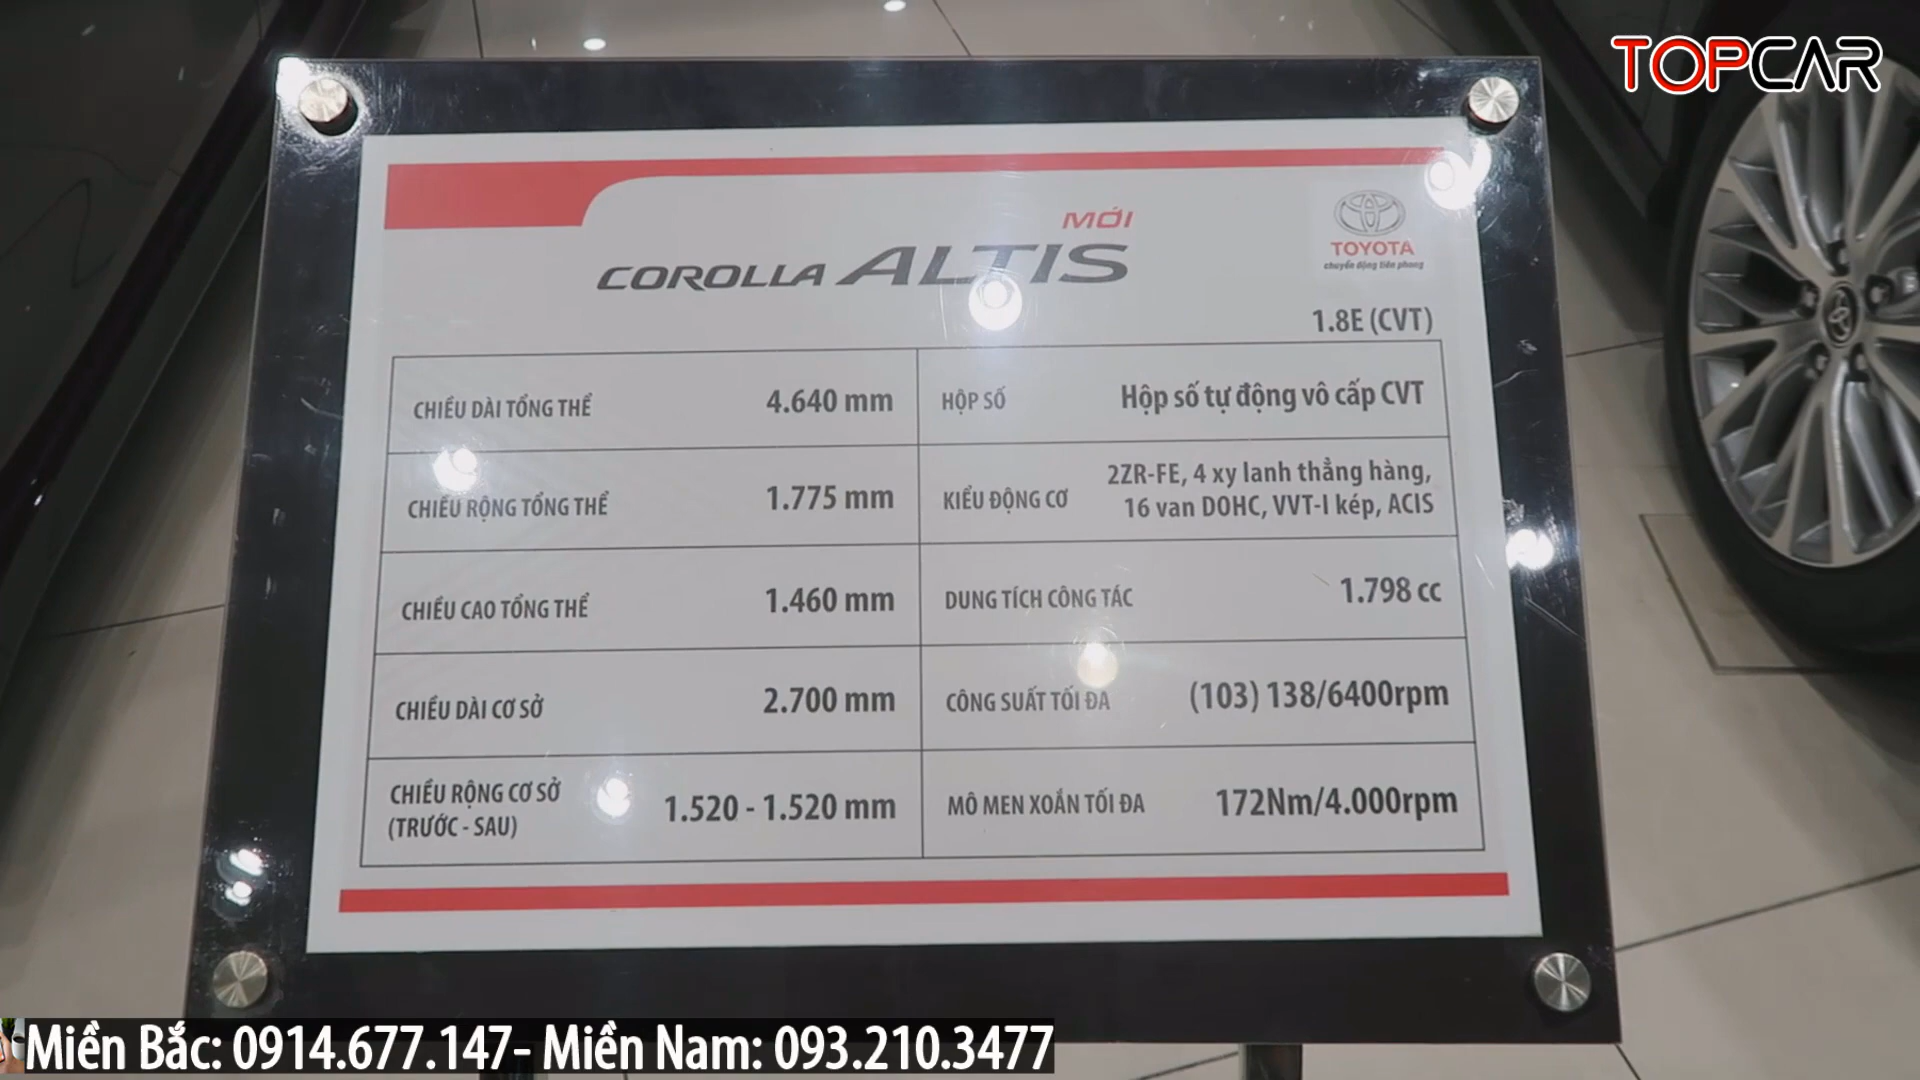 TOPCAR
MỚI
COROLLA ALTIS
TOYOTA
chuyển động tiên phong
1.8E (CVT)
CHIỀU DÀI TỔNG THỂ 4.640 mm
HỘP SỐ Hộp số tự động vô cấp CVT
CHIỀU RỘNG TỔNG THỂ 1.775 mm
KIỂU ĐỘNG CƠ 2ZR-FE, 4 xy lanh thẳng hàng,
16 van DOHC, VVT-I kép, ACIS
CHIỀU CAO TỔNG THỂ 1.460 mm
DUNG TÍCH CÔNG TÁC 1.798 cc
CHIỀU DÀI CƠ SỞ 2.700 mm
CÔNG SUẤT TỐI ĐA (103) 138/6400rpm
CHIỀU RỘNG CƠ SỞ
(TRƯỚC - SAU) 1.520 - 1.520 mm
MÔ MEN XOẮN TỐI ĐA 172Nm/4.000rpm
Miền Bắc: 0914.677.147- Miền Nam: 093.210.3477